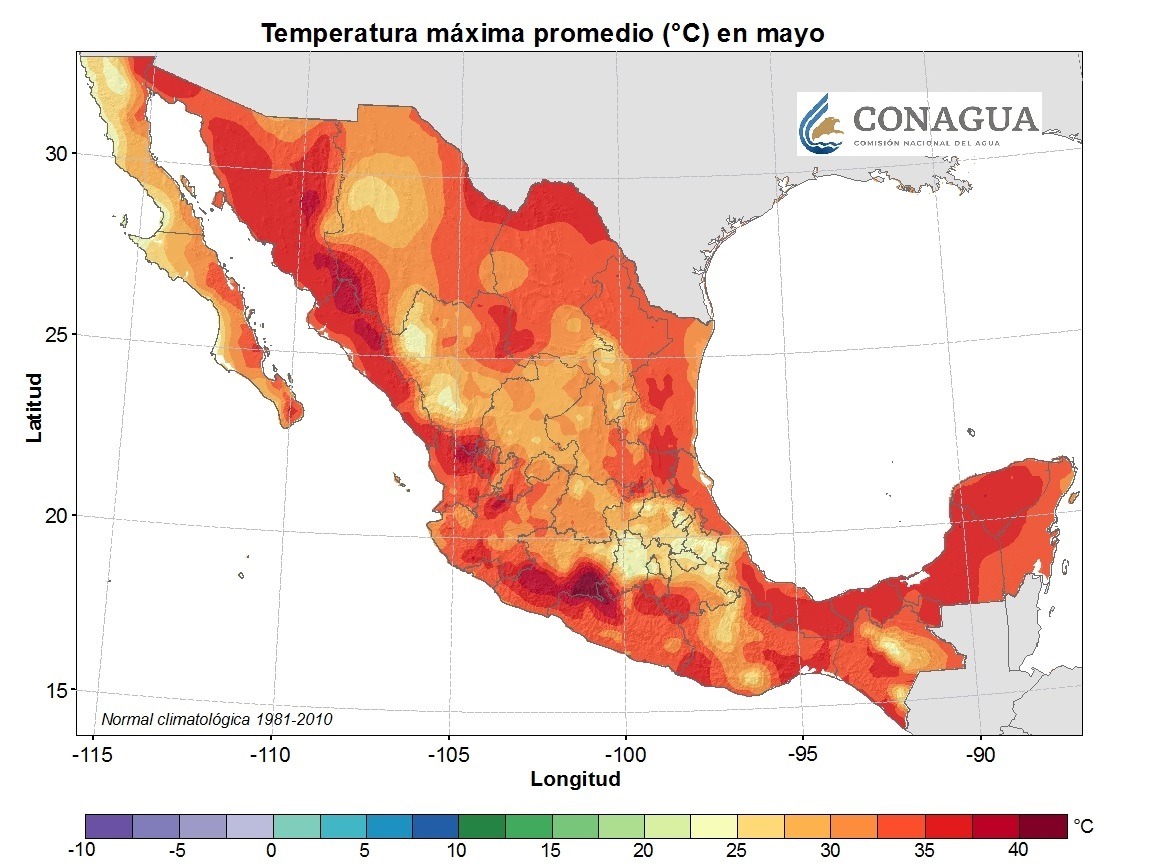 Temperatura máxima promedio (°C) en mayo
CONAGUA
COMISIÓN NACIONAL DEL AGUA
30
25
Latitud
20
15
Normal climatológica 1981-2010
-115 -110 -105 -100 -95 -90
Longitud
°C
-10 -5 0 5 10 15 20 25 30 35 40